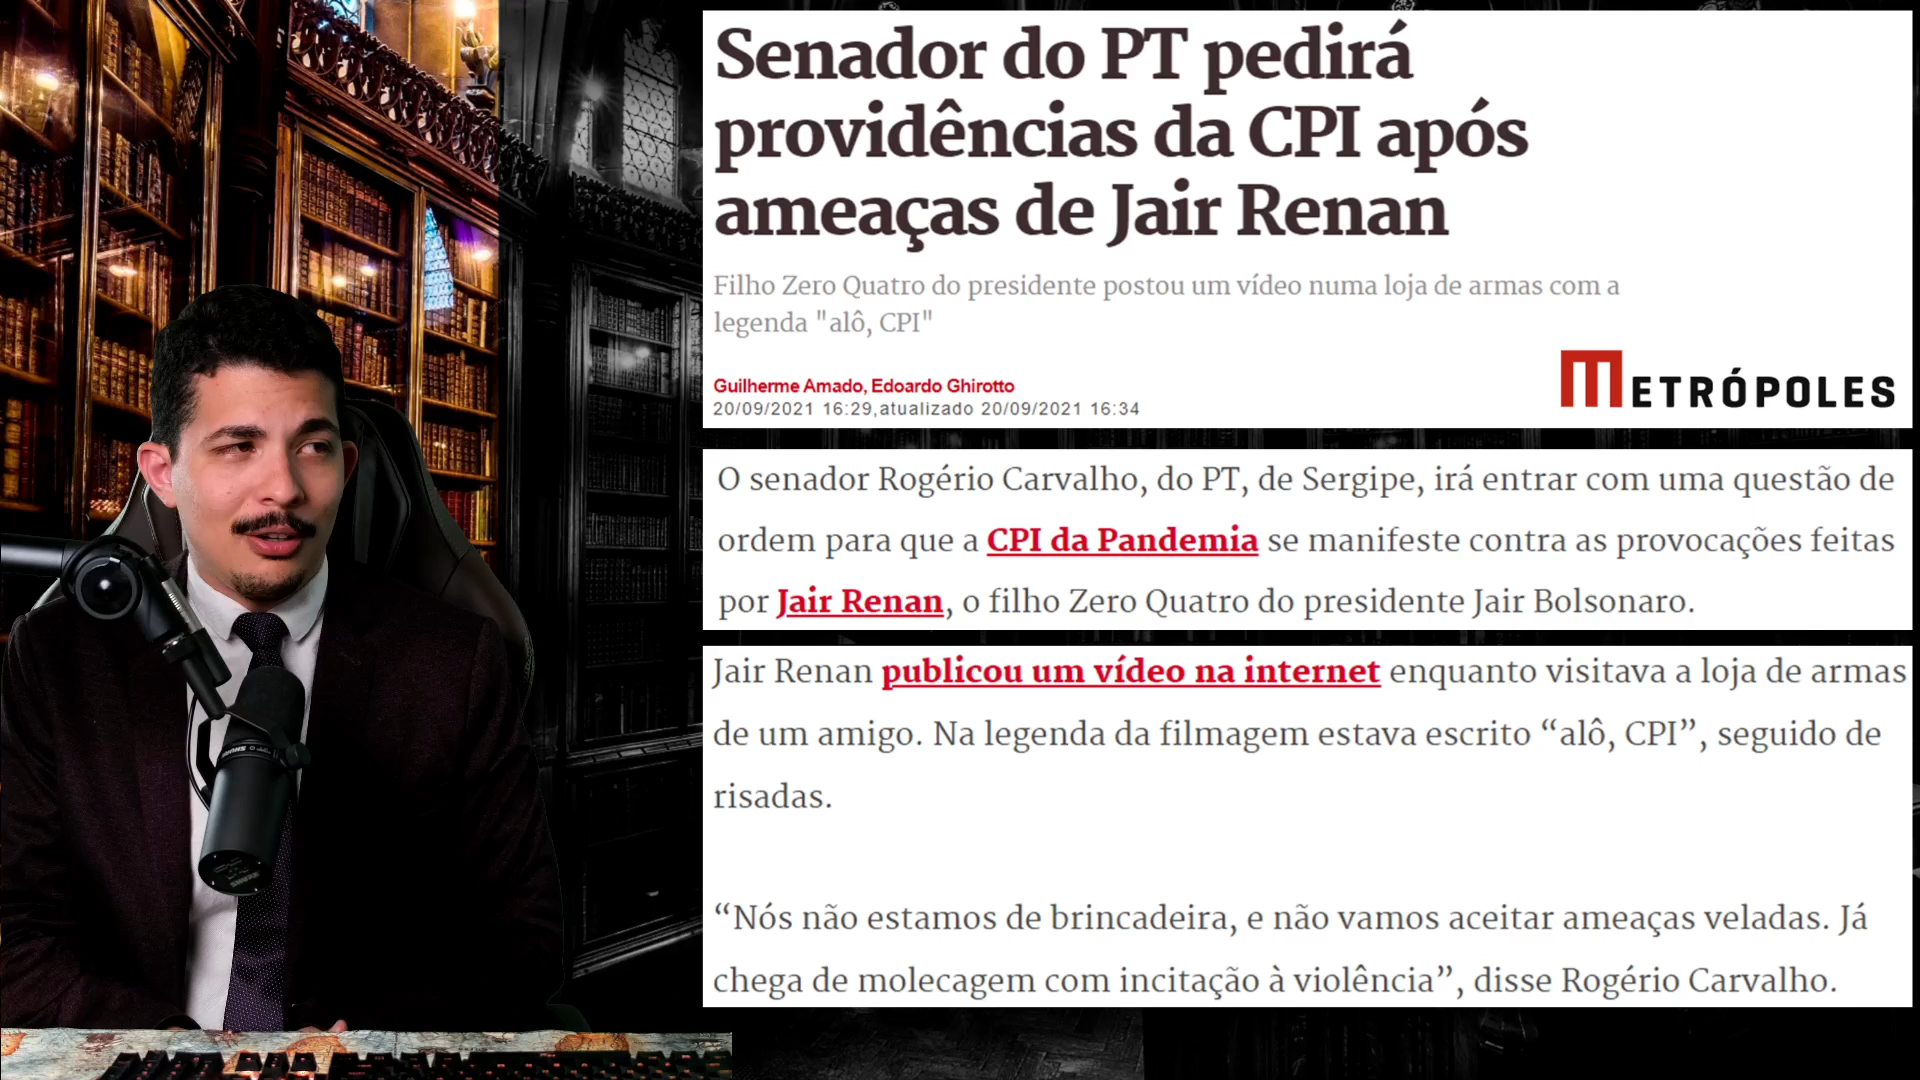 Senador do PT pedirá
providências da CPI após
ameaças de Jair Renan
Filho Zero Quatro do presidente postou um vídeo numa loja de armas com a
legenda "alô, CPI"
Guilherme Amado, Edoardo Ghirotto
20/09/2021 16:29,atualizado 20/09/2021 16:34
METRÓPOLES
O senador Rogério Carvalho, do PT, de Sergipe, irá entrar com uma questão de
ordem para que a CPI da Pandemia se manifeste contra as provocações feitas
por Jair Renan, o filho Zero Quatro do presidente Jair Bolsonaro.
Jair Renan publicou um vídeo na internet enquanto visitava a loja de armas
de um amigo. Na legenda da filmagem estava escrito “alô, CPI”, seguido de
risadas.
“Nós não estamos de brincadeira, e não vamos aceitar ameaças veladas. Já
chega de molecagem com incitação à violência”, disse Rogério Carvalho.
SHURE